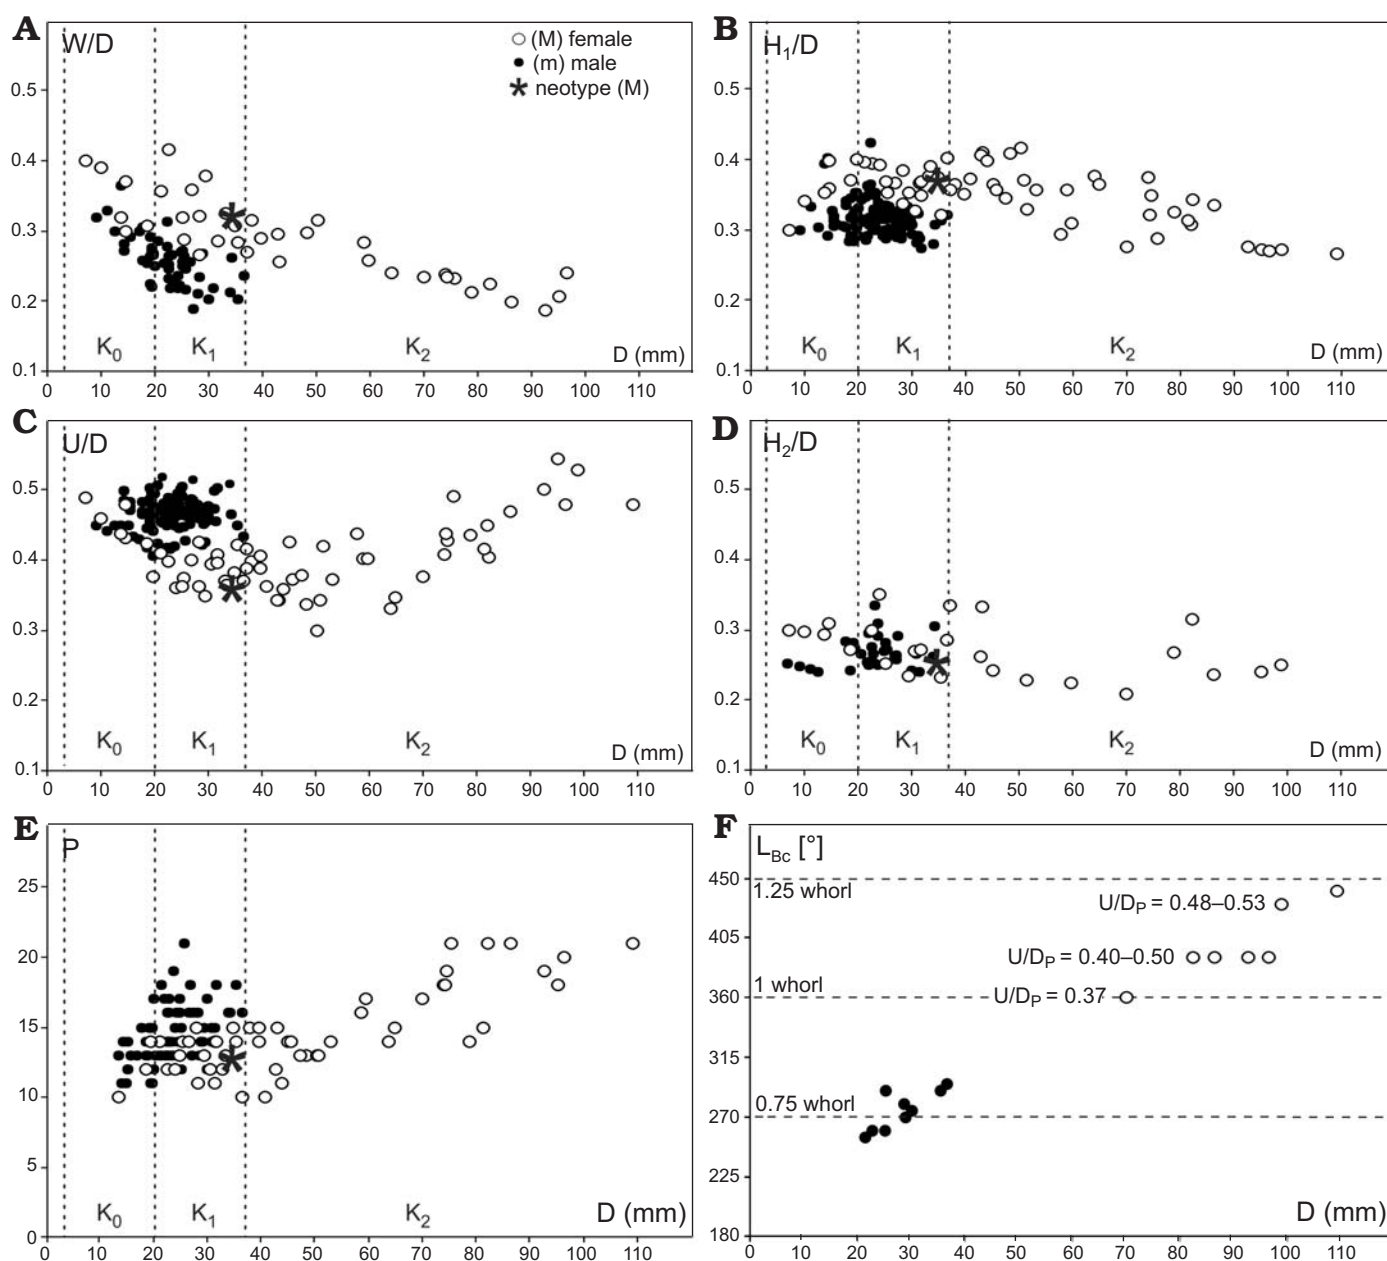 A
W/D
(M) female
(m) male
neotype (M)
0.5
0.4
0.3
0.2
0.1
K0 K1 K2 D (mm)
0 10 20 30 40 50 60 70 80 90 100 110
B
H1/D
0.5
0.4
0.3
0.2
0.1
K0 K1 K2 D (mm)
0 10 20 30 40 50 60 70 80 90 100 110
C
U/D
0.5
0.4
0.3
0.2
0.1
K0 K1 K2 D (mm)
0 10 20 30 40 50 60 70 80 90 100 110
D
H2/D
0.5
0.3
0.2
0.1
K0 K1 K2 D (mm)
0 10 20 30 40 50 60 70 80 90 100 110
E
P
25
20
15
10
5
0
K0 K1 K2 D (mm)
0 10 20 30 40 50 60 70 80 90 100 110
F
LBc [°]
450
1.25 whorl
U/DP = 0.48–0.53
405
U/DP = 0.40–0.50
1 whorl
360
U/DP = 0.37
315
0.75 whorl
270
225
180
D (mm)
0 10 20 30 40 50 60 70 80 90 100 110